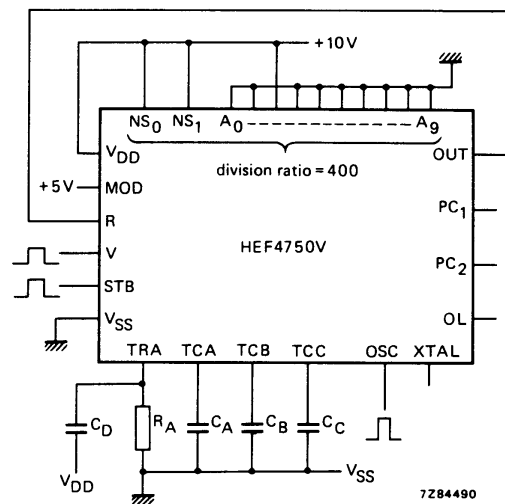 +10V
NS0 NS1 A0 A9
VDD OUT
division ratio = 400
+5V MOD
R PC1
HEF4750V
V
PC2
STB
VSS OL
TRA TCA TCB TCC OSC XTAL
CD RA CA CB CC
VDD VSS
7Z84490